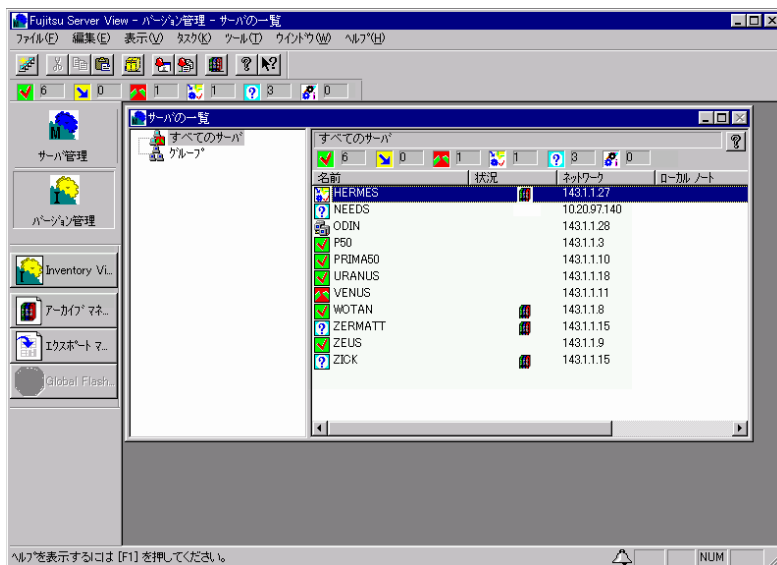 Fujitsu Server View - バージョン管理 - サーバの一覧
ファイル(F) 編集(E) 表示(V) タスク(K) ツール(T) ウインドウ(W) ヘルプ(H)
6 0 1 1 3 0
サーバの一覧
すべてのサーバ
グループ
サーバ管理
バージョン管理
Inventory Vi...
アーカイブ マネ...
エクスポート マ...
Global Flash...
すべてのサーバ
6 0 1 1 3 0
名前 状況 ネットワーク ローカル ノート
HERMES 143.1.1.27
NEEDS 10.20.97.140
ODIN 143.1.1.28
P50 143.1.1.3
PRIMA50 143.1.1.10
URANUS 143.1.1.18
VENUS 143.1.1.11
WOTAN 143.1.1.8
ZERMATT 143.1.1.15
ZEUS 143.1.1.9
ZICK 143.1.1.15
ヘルプを表示するには [F1] を押してください。
NUM